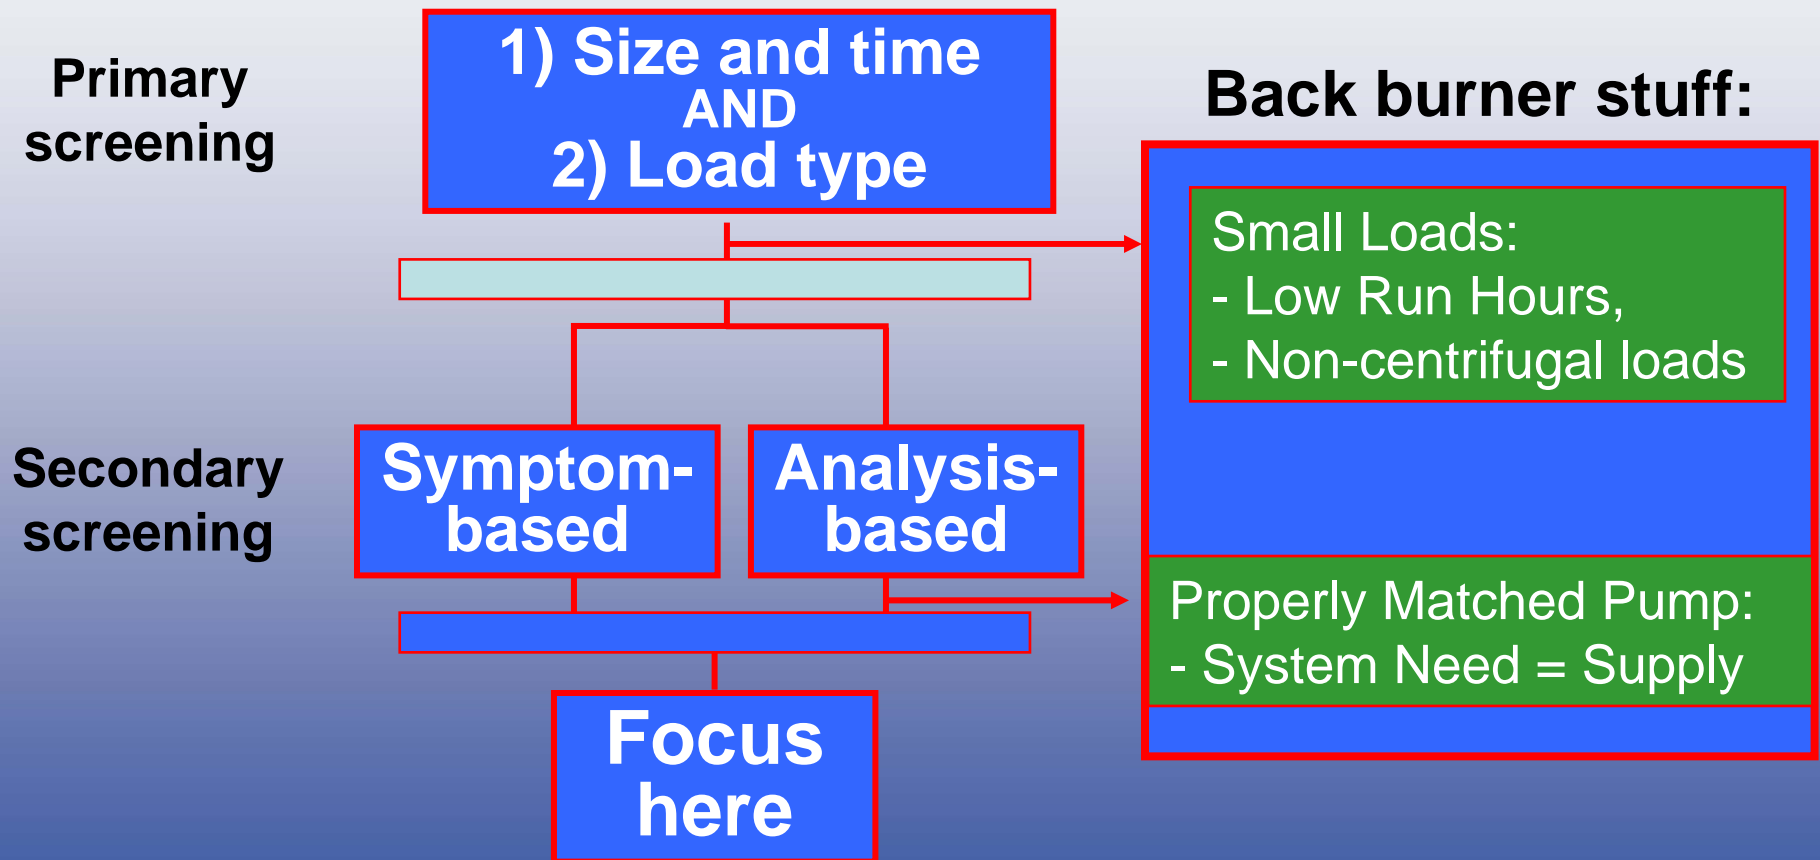 Primary
screening
1) Size and time
AND
2) Load type
Back burner stuff:
Small Loads:
- Low Run Hours,
- Non-centrifugal loads
Secondary
screening
Symptom-
based
Analysis-
based
Properly Matched Pump:
- System Need = Supply
Focus
here